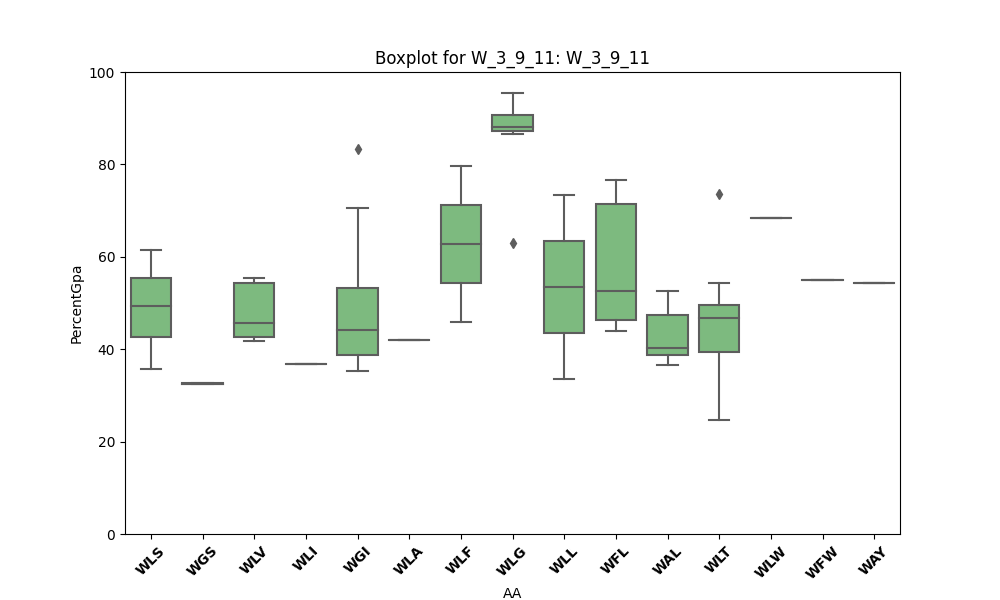 Boxplot for W_3_9_11: W_3_9_11
100
80
60
40
20
0
PercentGpa
WLS
WGS
WLV
WLI
WGI
WLA
WLF
WLG
WLL
WFL
WAL
WLT
WLW
WFW
WAY
AA